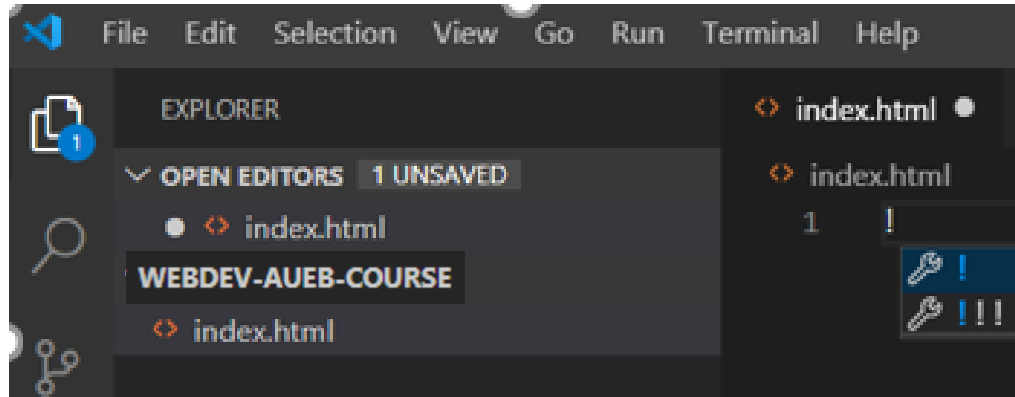 File Edit Selection View Go Run Terminal Help
EXPLORER
1
OPEN EDITORS 1 UNSAVED
index.html
WEBDEV-AUEB-COURSE
index.html
index.html
index.html
1 !
!
!!!